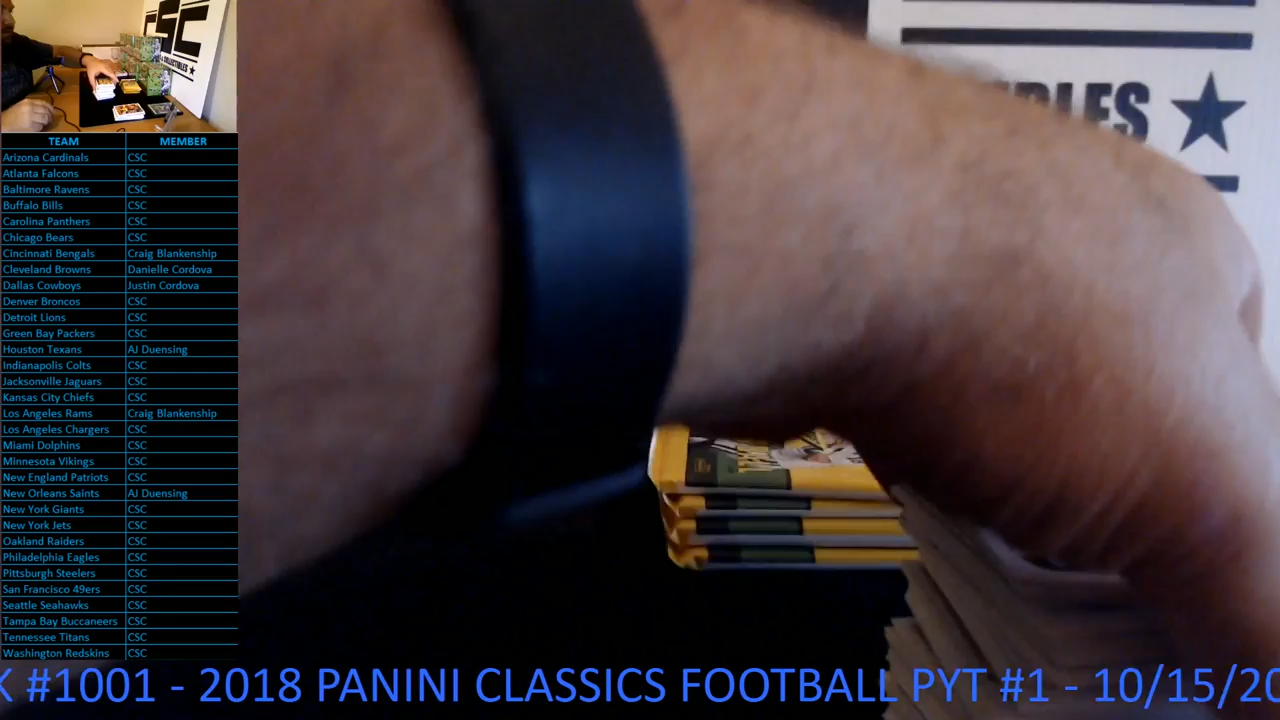 CSC
& COLLECTIBLES ★
BLES ★
TEAM MEMBER
Arizona Cardinals CSC
Atlanta Falcons CSC
Baltimore Ravens CSC
Buffalo Bills CSC
Carolina Panthers CSC
Chicago Bears CSC
Cincinnati Bengals Craig Blankenship
Cleveland Browns Danielle Cordova
Dallas Cowboys Justin Cordova
Denver Broncos CSC
Detroit Lions CSC
Green Bay Packers CSC
Houston Texans AJ Duensing
Indianapolis Colts CSC
Jacksonville Jaguars CSC
Kansas City Chiefs CSC
Los Angeles Rams Craig Blankenship
Los Angeles Chargers CSC
Miami Dolphins CSC
Minnesota Vikings CSC
New England Patriots CSC
New Orleans Saints AJ Duensing
New York Giants CSC
New York Jets CSC
Oakland Raiders CSC
Philadelphia Eagles CSC
Pittsburgh Steelers CSC
San Francisco 49ers CSC
Seattle Seahawks CSC
Tampa Bay Buccaneers CSC
Tennessee Titans CSC
Washington Redskins CSC
K #1001 - 2018 PANINI CLASSICS FOOTBALL PYT #1 - 10/15/20